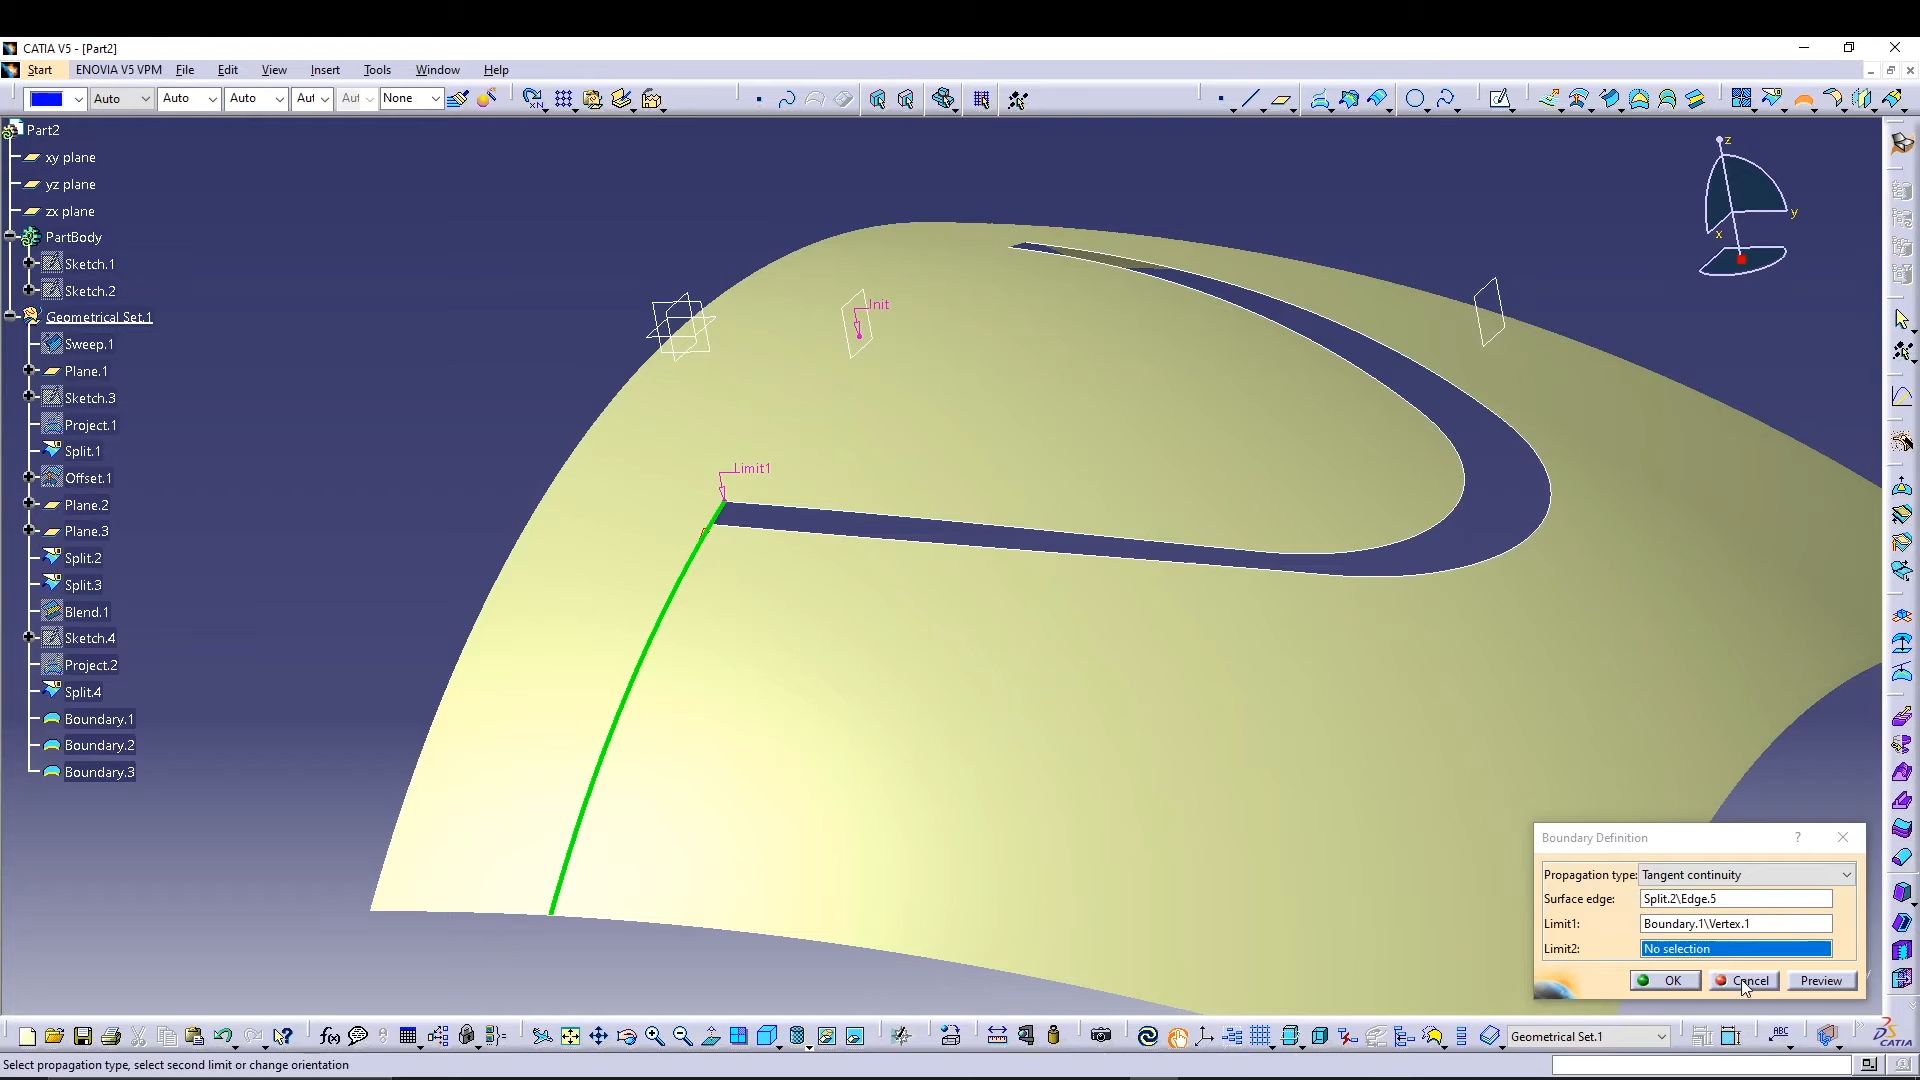 CATIA V5 - [Part2]
Start ENOVIA V5 VPM File Edit View Insert Tools Window Help
Auto Auto Auto Aut Aut None
Part2
xy plane
yz plane
zx plane
PartBody
Sketch.1
Sketch.2
Geometrical Set.1
Sweep.1
Plane.1
Sketch.3
Project.1
Split.1
Offset.1
Plane.2
Plane.3
Split.2
Split.3
Blend.1
Sketch.4
Project.2
Split.4
Boundary.1
Boundary.2
Boundary.3
z
y
x
Init
Limit1
Boundary Definition ?
Propagation type: Tangent continuity
Surface edge: Split.2\Edge.5
Limit1: Boundary.1\Vertex.1
Limit2: No selection
OK Cancel Preview
Geometrical Set.1
CATIA
Select propagation type, select second limit or change orientation